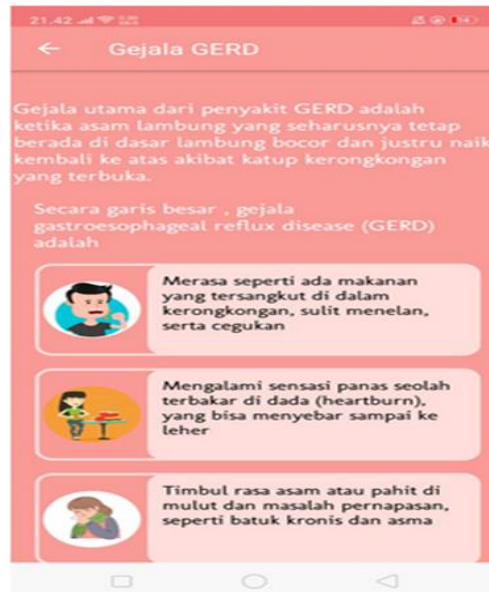 21.42
Gejala GERD
Gejala utama dari penyakit GERD adalah
ketika asam lambung yang seharusnya tetap
berada di dasar lambung bocor dan justru naik
kembali ke atas akibat katup kerongkongan
yang terbuka.
Secara garis besar , gejala
gastroesophageal reflux disease (GERD)
adalah
Merasa seperti ada makanan
yang tersangkut di dalam
kerongkongan, sulit menelan,
serta cegukan
Mengalami sensasi panas seolah
terbakar di dada (heartburn),
yang bisa menyebar sampai ke
leher
Timbul rasa asam atau pahit di
mulut dan masalah pernapasan,
seperti batuk kronis dan asma